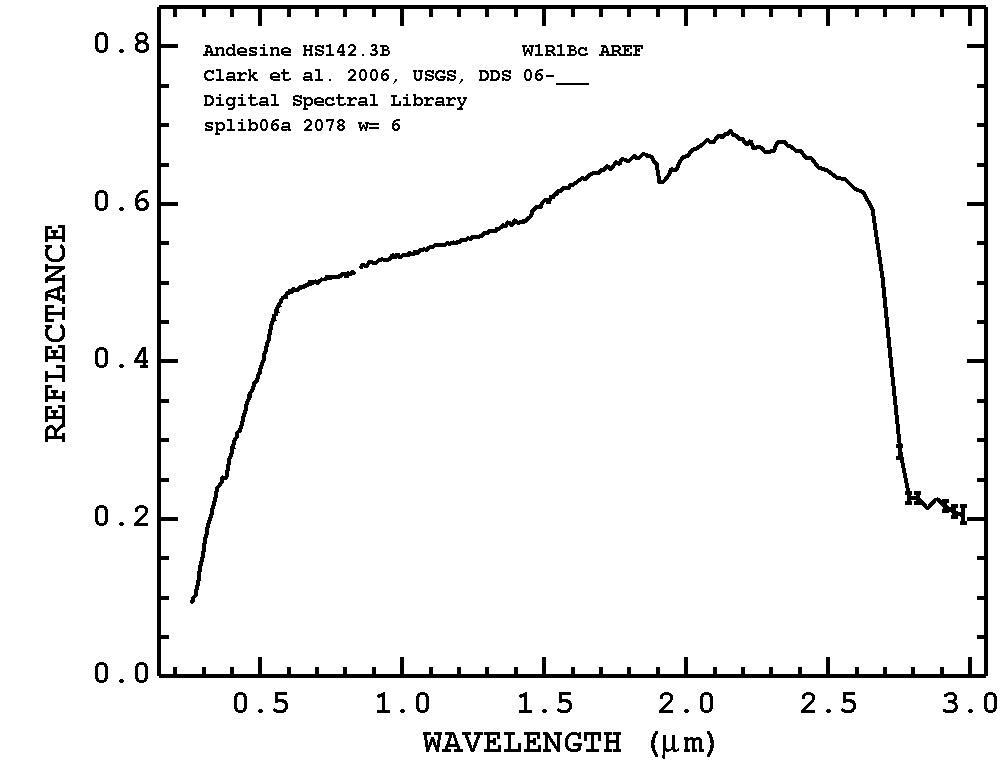 Andesine HS142.3B W1R1Bc AREF
Clark et al. 2006, USGS, DDS 06-___
Digital Spectral Library
splib06a 2078 w= 6
REFLECTANCE
0.8
0.6
0.4
0.2
0.0
0.5 1.0 1.5 2.0 2.5 3.0
WAVELENGTH (μm)